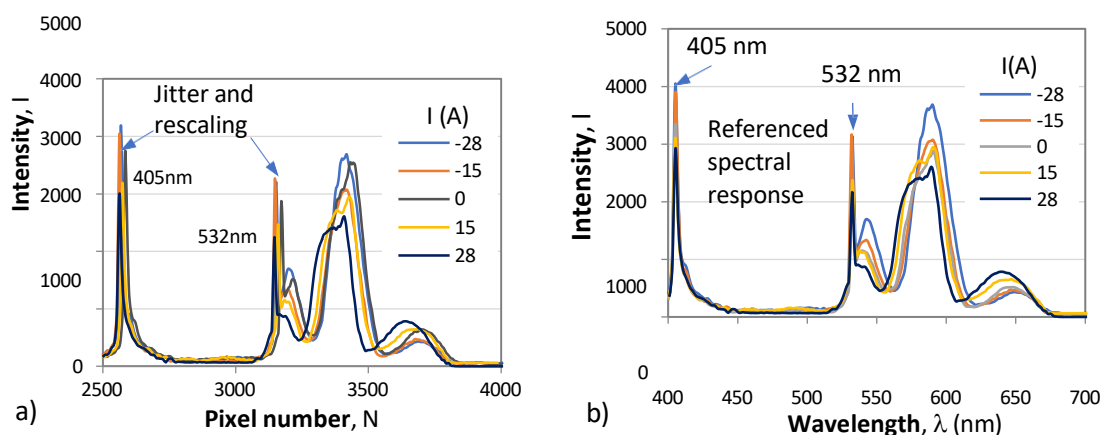 5000
4000
3000
2000
1000
0
2500
3000
3500
4000
Intensity, I
Pixel number, N
Jitter and
rescaling
405nm
532nm
I (A)
-28
-15
0
15
28
a)
5000
4000
3000
2000
1000
0
400
450
500
550
600
650
700
Intensity, I
Wavelength, λ (nm)
405 nm
532 nm
Referenced
spectral
response
I(A)
-28
-15
0
15
28
b)